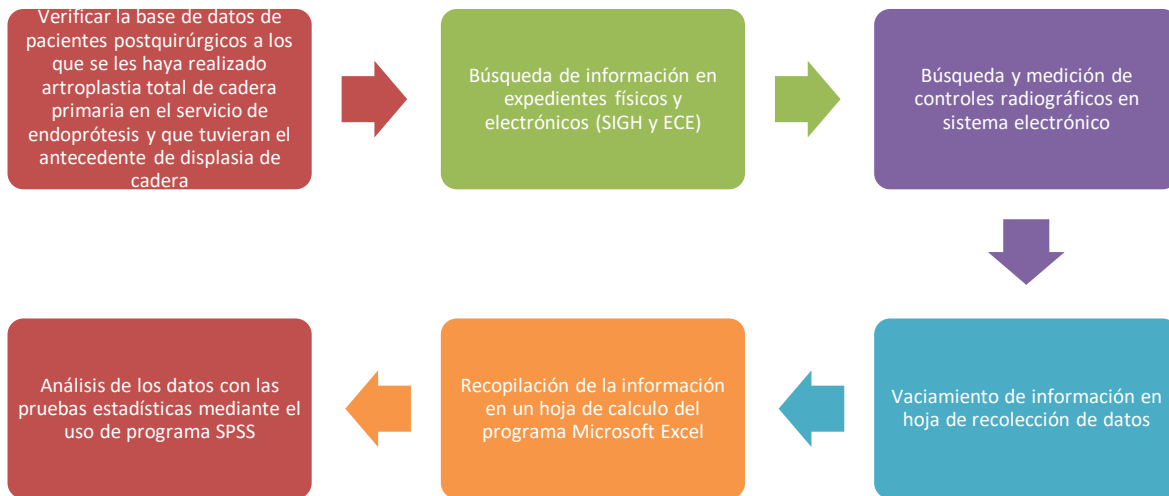 Verificar la base de datos de
pacientes postquirúrgicos a los
que se les haya realizado
artroplastia total de cadera
primaria en el servicio de
endoprótesis y que tuvieran el
antecedente de displasia de
cadera
Búsqueda de información en
expedientes físicos y
electrónicos (SIGH y ECE)
Búsqueda y medición de
controles radiográficos en
sistema electrónico
Vaciamiento de información en
hoja de recolección de datos
Recopilación de la información
en un hoja de calculo del
programa Microsoft Excel
Análisis de los datos con las
pruebas estadísticas mediante el
uso de programa SPSS